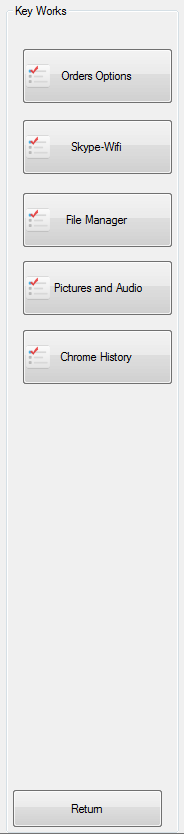 Key Works
Orders Options
Skype-Wifi
File Manager
Pictures and Audio
Chrome History
Return